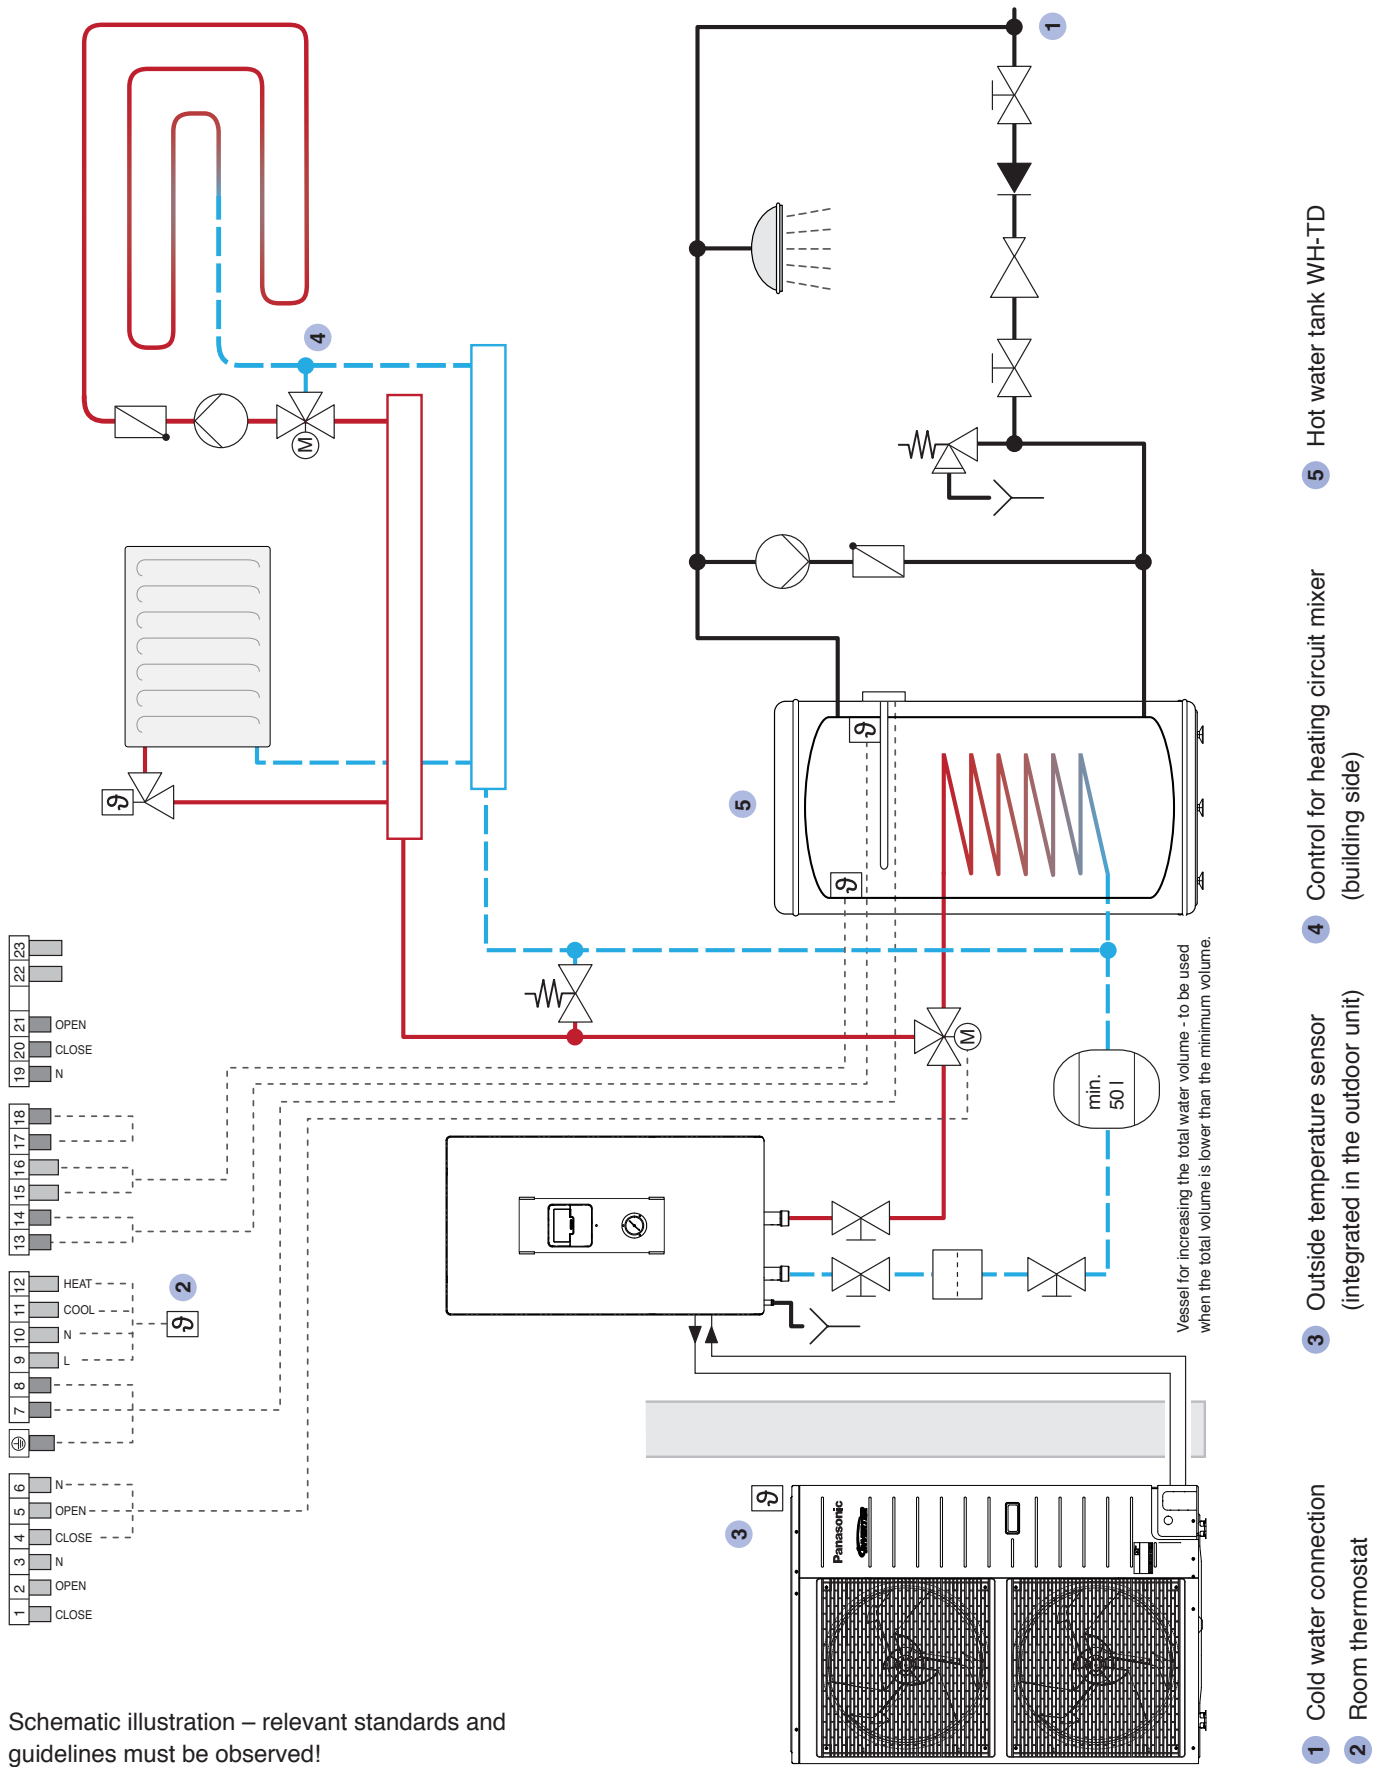 1
4
M
ϑ
23
22
21 OPEN
20 CLOSE
19 N
18
17
16
15
14
13
12 HEAT
11 COOL
10 N
9 L
8
7
6 N
5 OPEN
4 CLOSE
3 N
2 OPEN
1 CLOSE
2
ϑ
5
ϑ
ϑ
M
min.
50 l
Vessel for increasing the total water volume - to be used
when the total volume is lower than the minimum volume.
3
ϑ
Panasonic
INVERTER
1 Cold water connection
2 Room thermostat
3 Outside temperature sensor
(integrated in the outdoor unit)
4 Control for heating circuit mixer
(building side)
5 Hot water tank WH-TD
Schematic illustration – relevant standards and
guidelines must be observed!